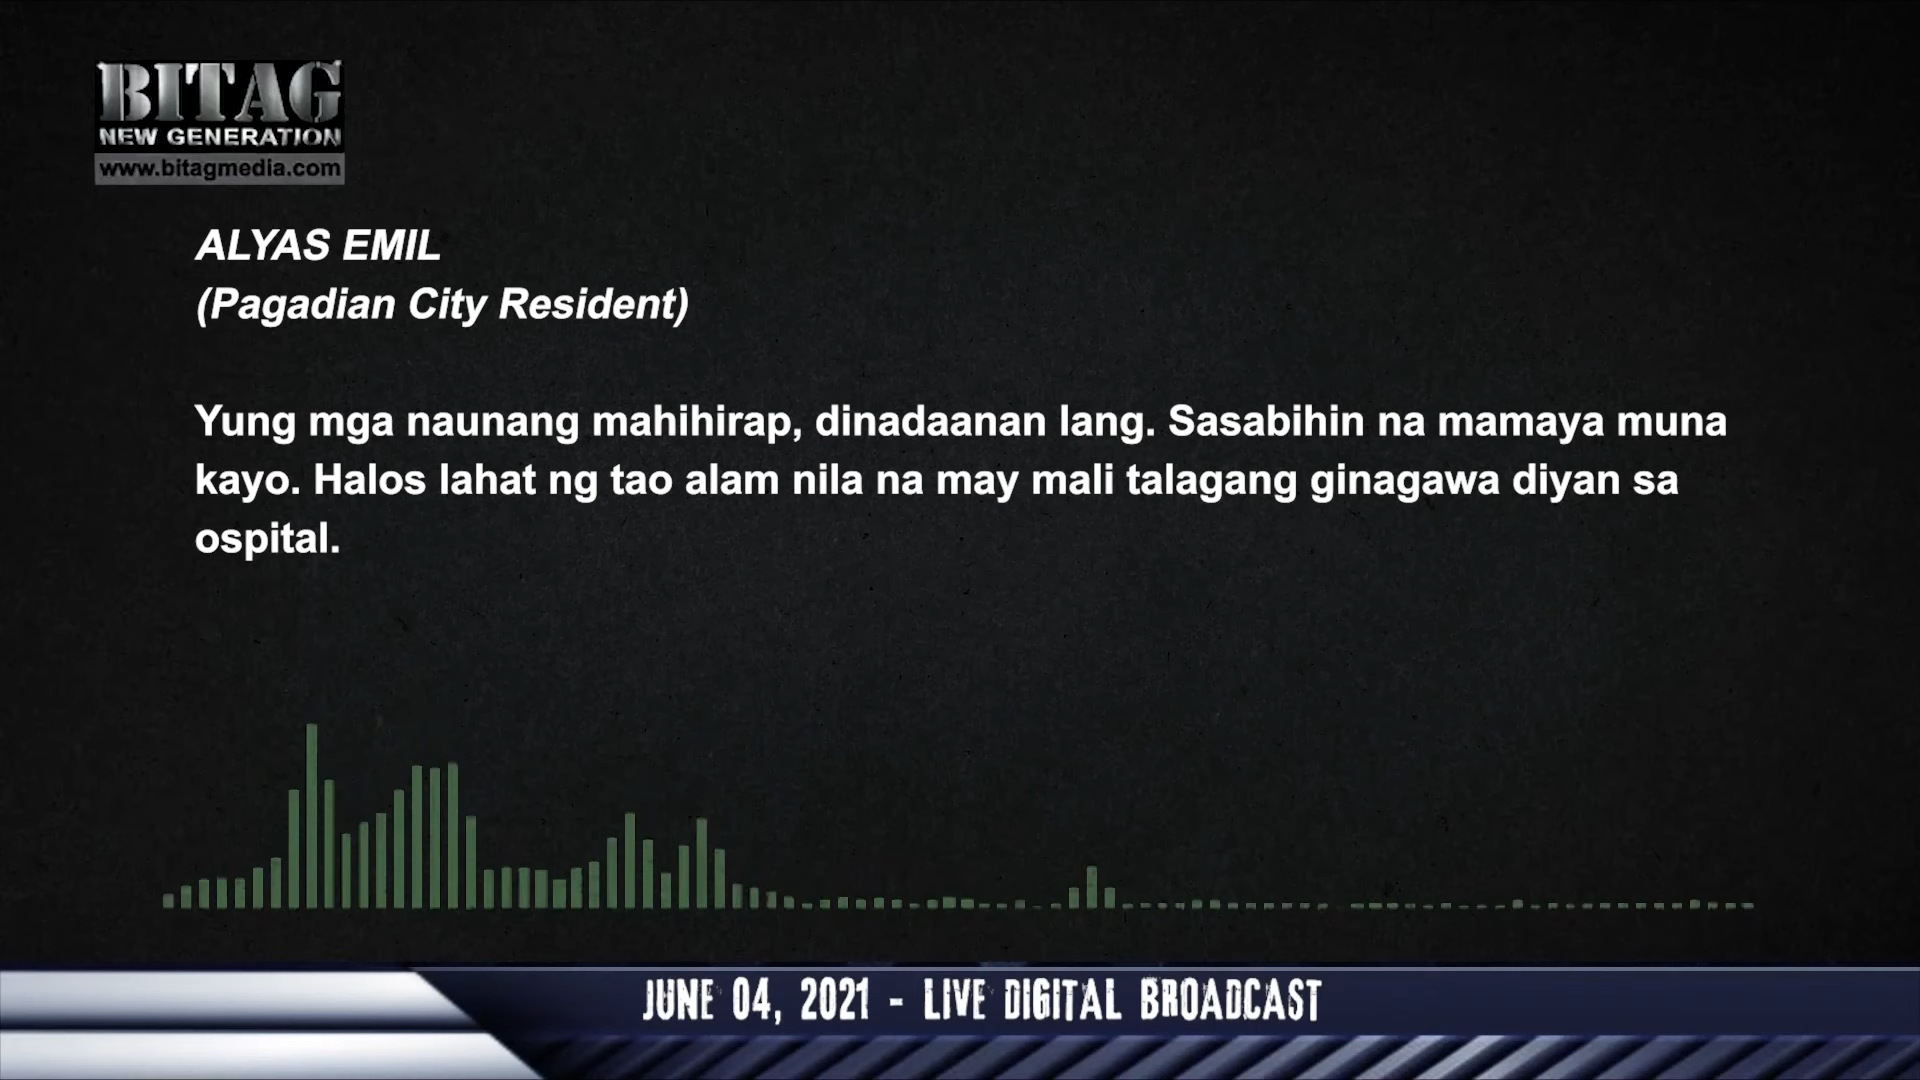 BITAG
NEW GENERATION
www.bitagmedia.com
ALYAS EMIL
(Pagadian City Resident)
Yung mga naunang mahihirap, dinadaanan lang. Sasabihin na mamaya muna
kayo. Halos lahat ng tao alam nila na may mali talagang ginagawa diyan sa
ospital.
JUNE 04, 2021 - LIVE DIGITAL BROADCAST